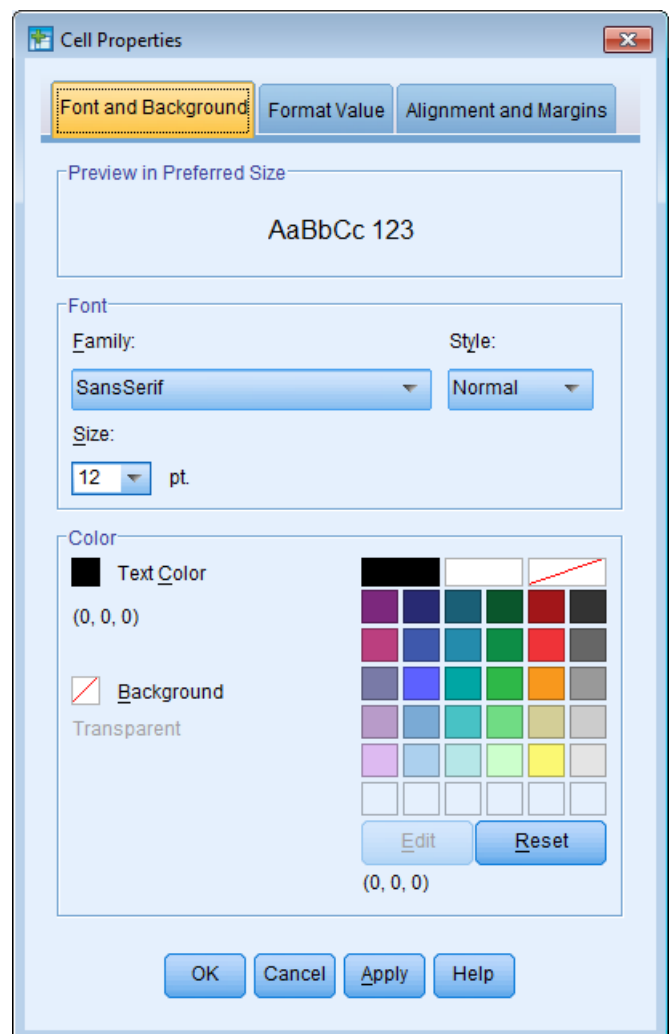 Cell Properties
Font and Background Format Value Alignment and Margins
Preview in Preferred Size
AaBbCc 123
Font
Family: Style:
SansSerif Normal
Size:
12 pt.
Color
Text Color
(0, 0, 0)
Background
Transparent
Edit Reset
(0, 0, 0)
OK Cancel Apply Help